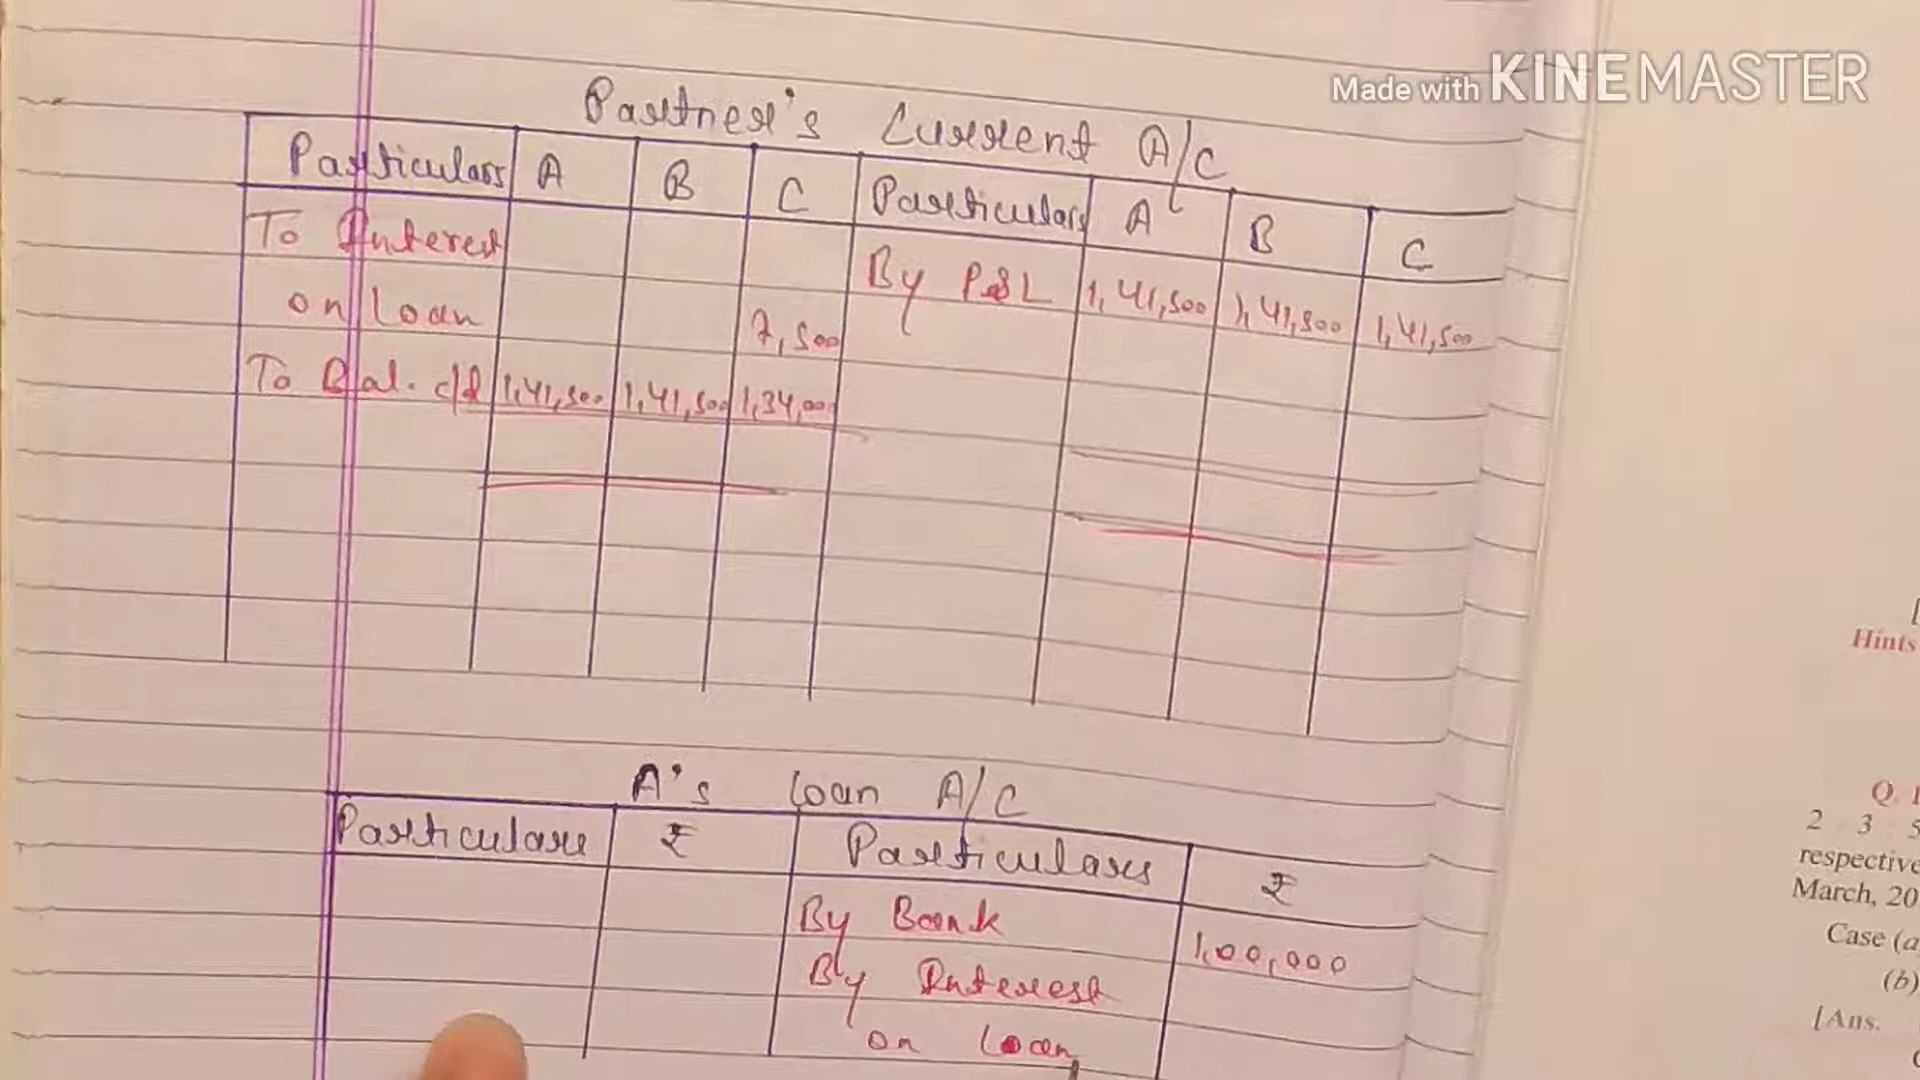 Made with KINEMASTER
Partner's Current A/C
Particulars A B C Particulars A B C
To Interest By P&L 1,41,500 1,41,500 1,41,500
on loan 7,500
To Bal. c/d 1,41,500 1,41,500 1,34,000
Hints
A's Loan A/C
Particulars ₹ Particulars ₹
By Bank 1,00,000
By Interest
on Loan
Q.
2 3
respective
March, 20
Case (a
(b)
[Ans.